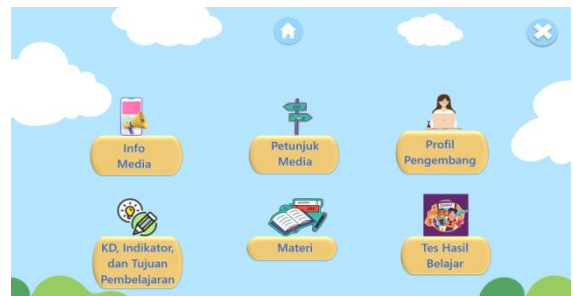 Info
Media
Petunjuk
Media
Profil
Pengembang
KD, Indikator,
dan Tujuan
Pembelajaran
Materi
Tes Hasil
Belajar